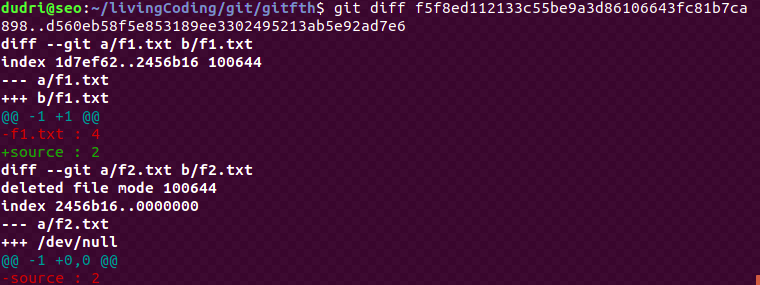 dudri@seo:~/livingCoding/git/gitfth$ git diff f5f8ed112133c55be9a3d86106643fc81b7ca
898..d560eb58f5e853189ee3302495213ab5e92ad7e6
diff --git a/f1.txt b/f1.txt
index 1d7ef62..2456b16 100644
--- a/f1.txt
+++ b/f1.txt
@@ -1 +1 @@
-f1.txt : 4
+source : 2
diff --git a/f2.txt b/f2.txt
deleted file mode 100644
index 2456b16..0000000
--- a/f2.txt
+++ /dev/null
@@ -1 +0,0 @@
-source : 2